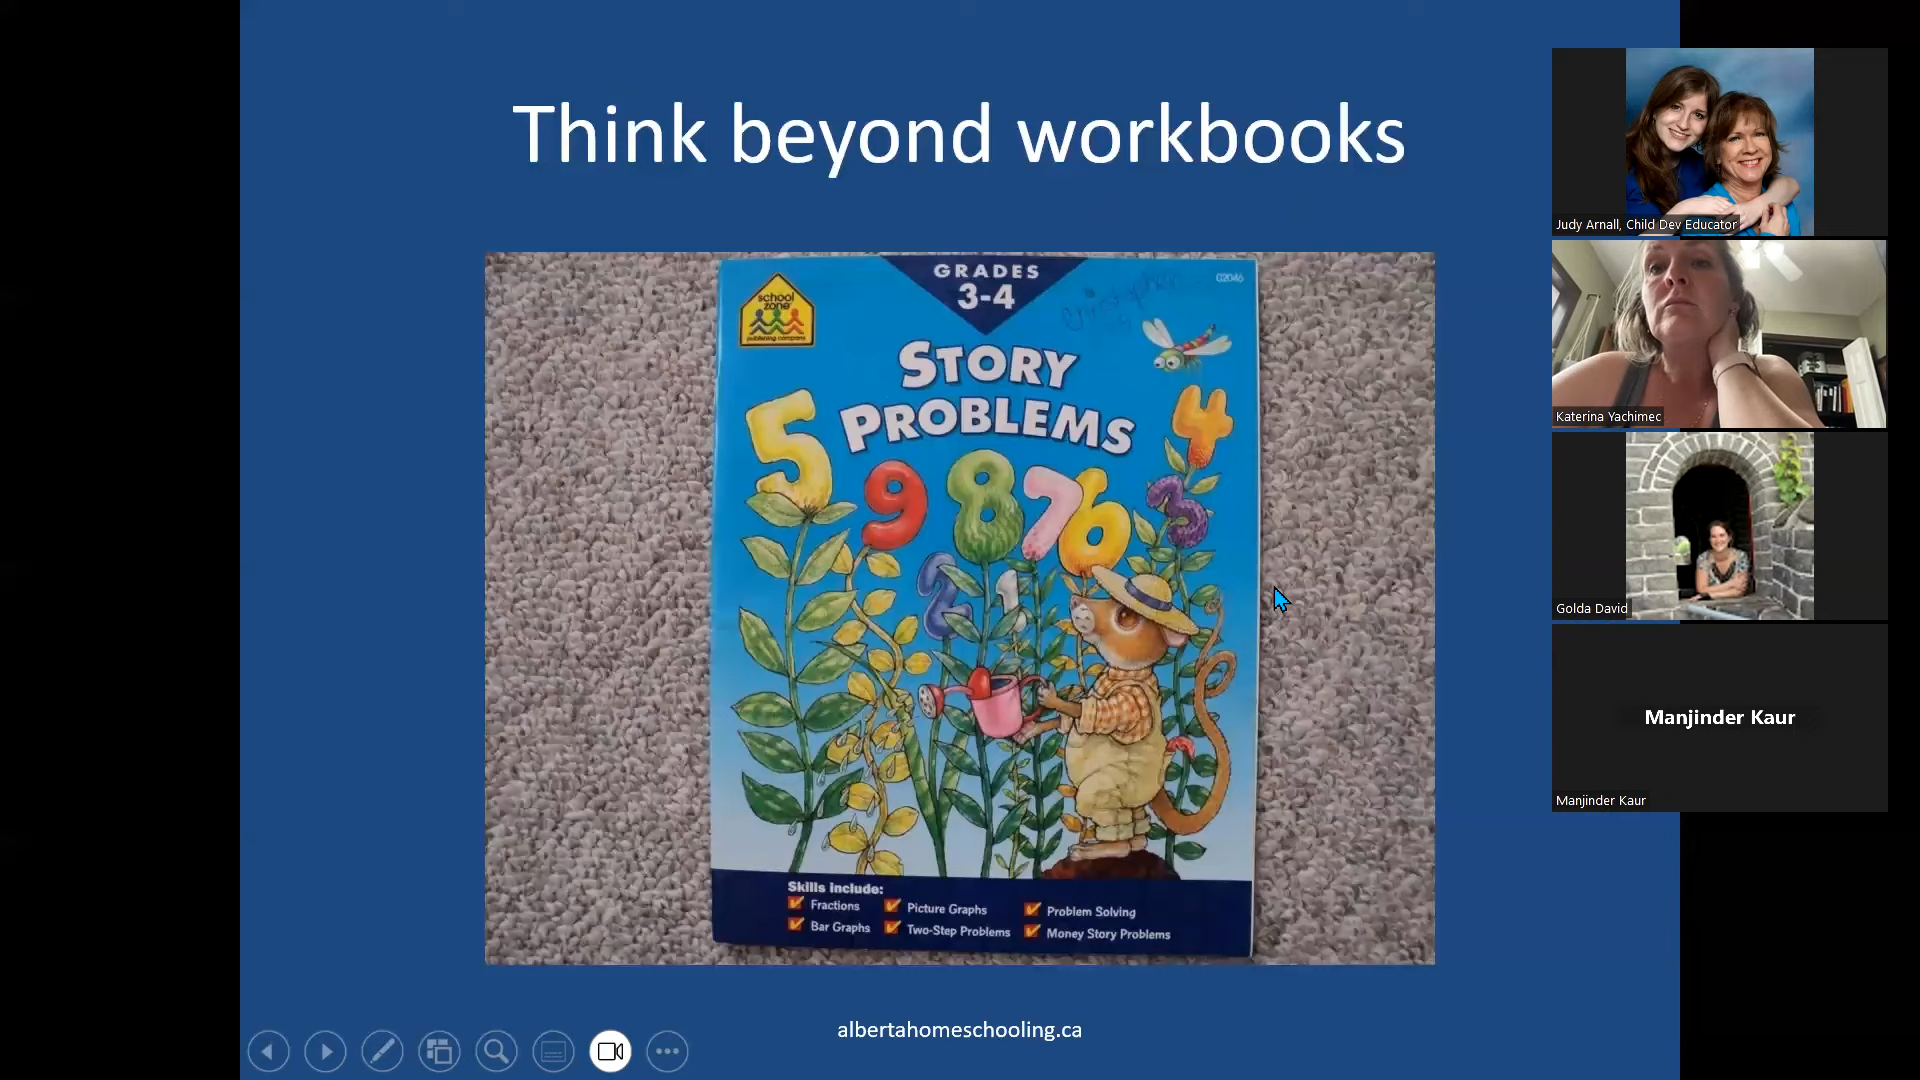 Think beyond workbooks
GRADES
3-4
02046
Christopher
school
zone
publishing company
STORY
PROBLEMS
5
4
9
8
7
6
3
2
1
Skills include:
Fractions
Picture Graphs
Problem Solving
Bar Graphs
Two-Step Problems
Money Story Problems
albertahomeschooling.ca
Judy Arnall, Child Dev Educator
Katerina Yachimec
Golda David
Manjinder Kaur
Manjinder Kaur